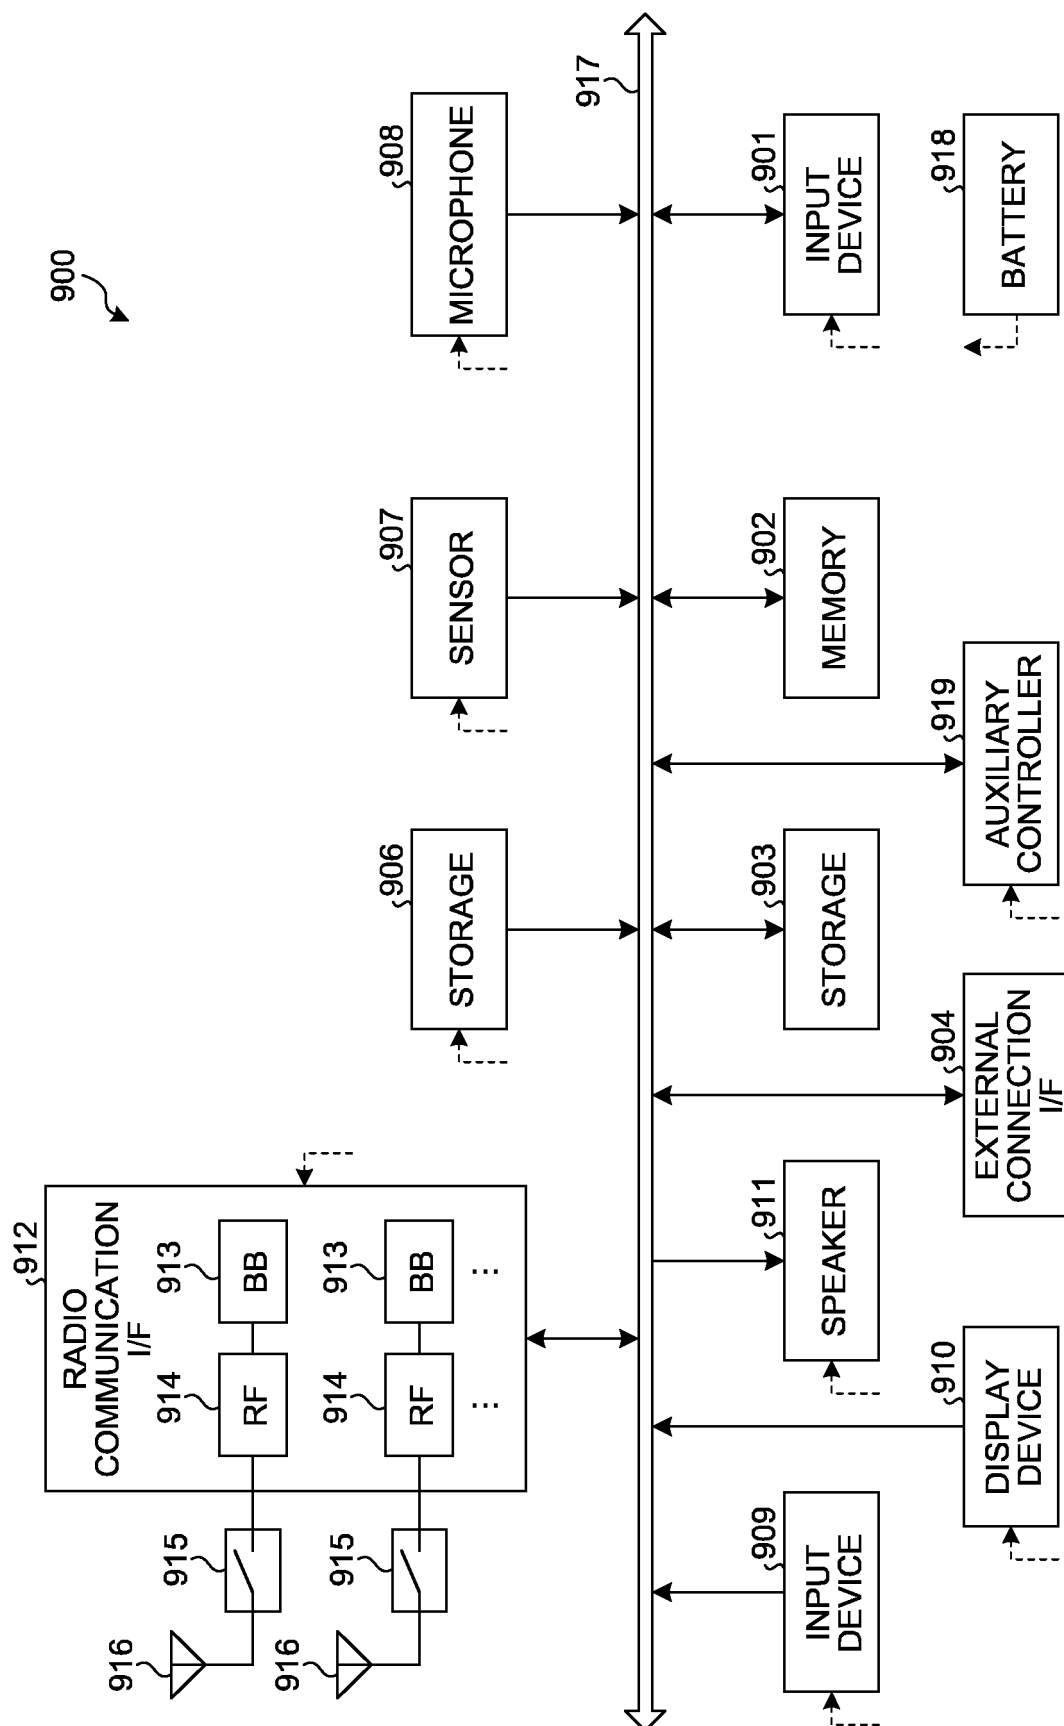 900
912
RADIO
COMMUNICATION
I/F
916
915
914
RF
913
BB
916
915
914
RF
913
BB
...
...
906
STORAGE
907
SENSOR
908
MICROPHONE
917
909
INPUT
DEVICE
911
SPEAKER
903
STORAGE
902
MEMORY
901
INPUT
DEVICE
910
DISPLAY
DEVICE
904
EXTERNAL
CONNECTION
I/F
919
AUXILIARY
CONTROLLER
918
BATTERY